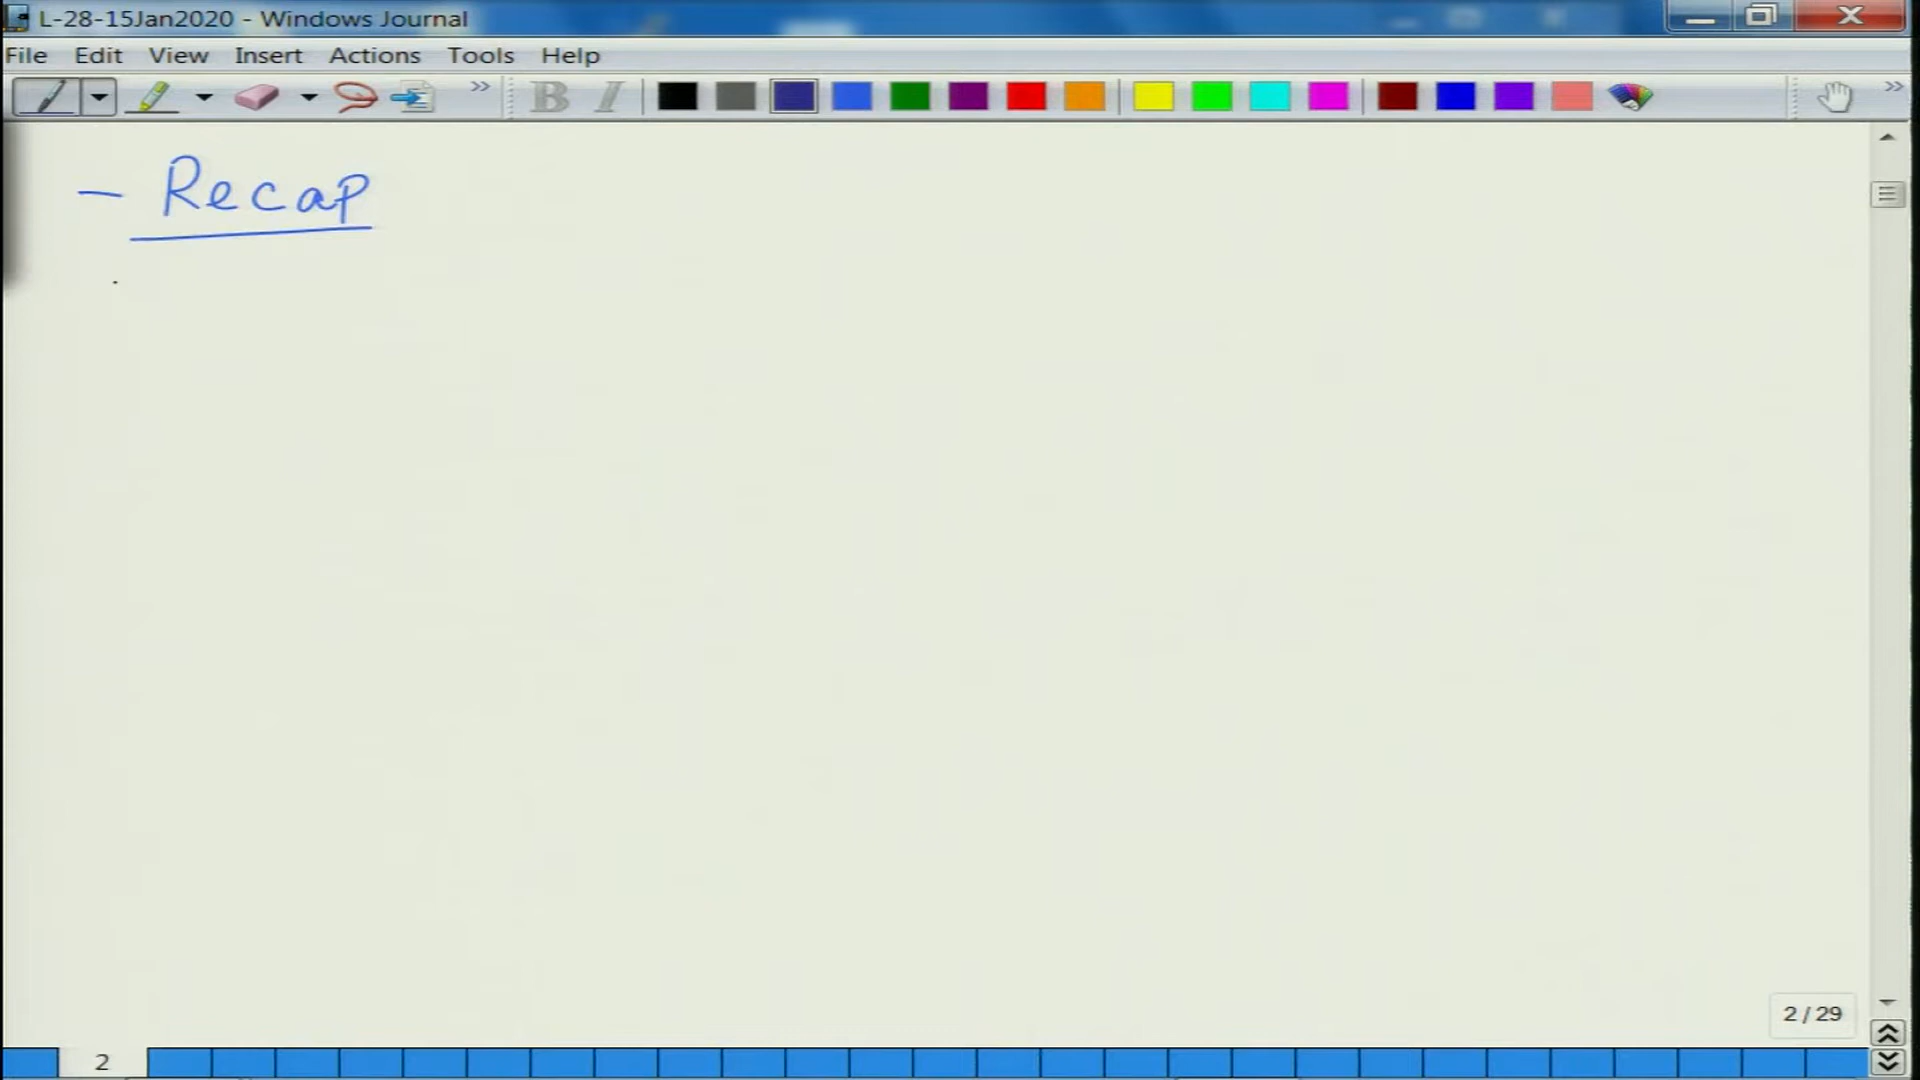 L-28-15Jan2020 - Windows Journal
File Edit View Insert Actions Tools Help
B I
- Recap
2 / 29
2